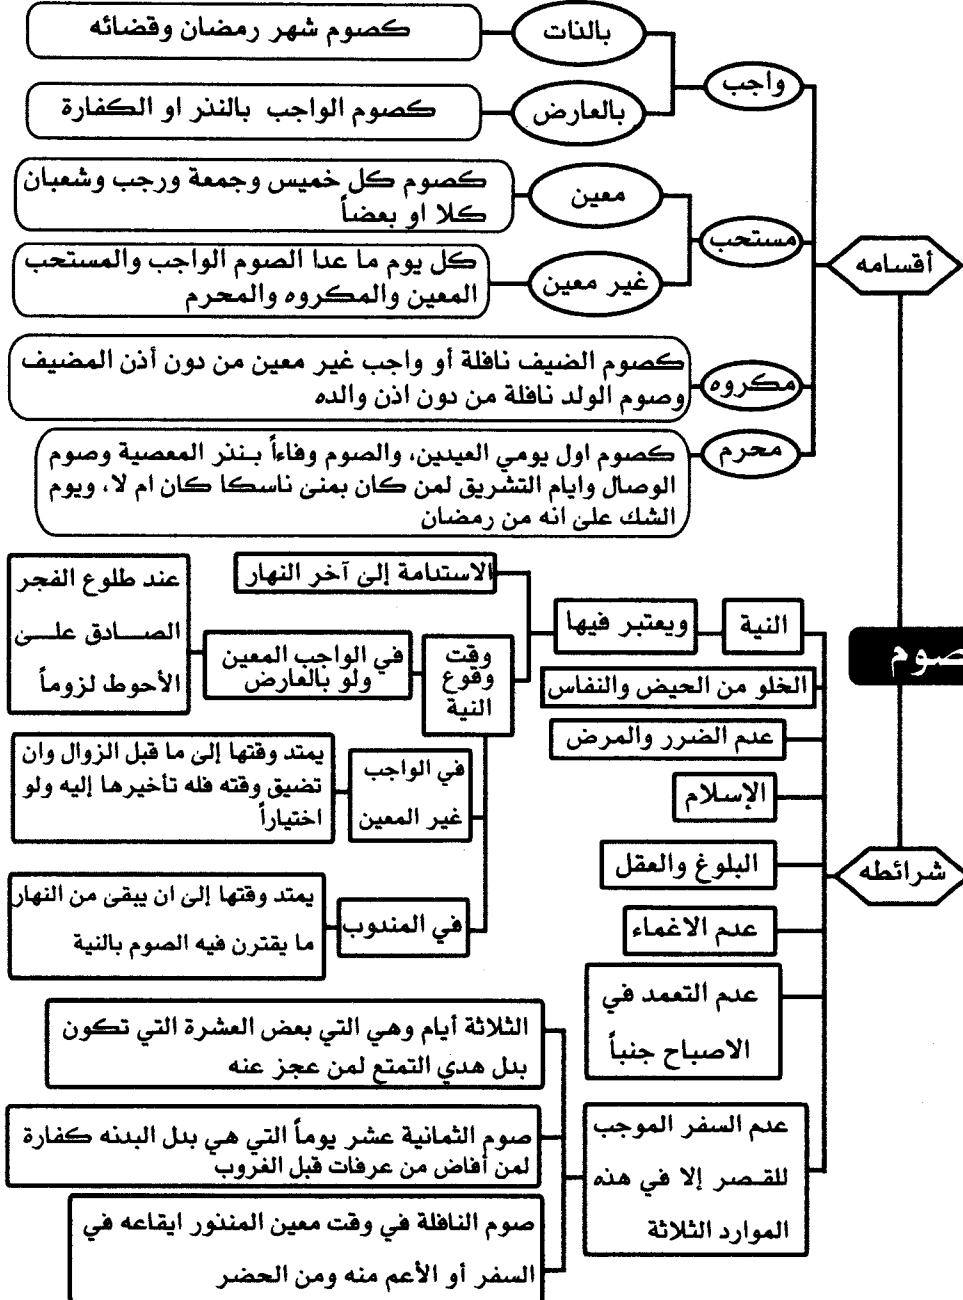 صوم
أقسامه
واجب
بالذات
كصوم شهر رمضان وقضائه
بالعارض
كصوم الواجب بالنذر او الكفارة
مستحب
معين
كصوم كل خميس وجمعة ورجب وشعبان
كلا او بعضاً
غير معين
كل يوم ما عدا الصوم الواجب والمستحب
المعين والمكروه والمحرم
مكروه
كصوم الضيف نافلة أو واجب غير معين من دون أذن المضيف
وصوم الولد نافلة من دون اذن والده
محرم
كصوم اول يومي العيدين، والصوم وفاءاً بنذر المعصية وصوم
الوصال وايام التشريق لمن كان بمنى ناسكا كان ام لا، ويوم
الشك على انه من رمضان
شرائطه
النية
ويعتبر فيها
الاستدامة إلى آخر النهار
وقت
وقوع
النية
في الواجب المعين
ولو بالعارض
عند طلوع الفجر
الصادق على
الأحوط لزوماً
في الواجب
غير المعين
يمتد وقتها إلى ما قبل الزوال وان
تضيق وقته فله تأخيرها إليه ولو
اختياراً
في المندوب
يمتد وقتها إلى ان يبقى من النهار
ما يقترن فيه الصوم بالنية
الخلو من الحيض والنفاس
عدم الضرر والمرض
الإسلام
البلوغ والعقل
عدم الاغماء
عدم التعمد في
الاصباح جنباً
عدم السفر الموجب
للقصر إلا في هذه
الموارد الثلاثة
الثلاثة أيام وهي التي بعض العشرة التي تكون
بدل هدي التمتع لمن عجز عنه
صوم الثمانية عشر يوماً التي هي بدل البدنه كفارة
لمن أفاض من عرفات قبل الغروب
صوم النافلة في وقت معين المنذور ايقاعه في
السفر أو الأعم منه ومن الحضر